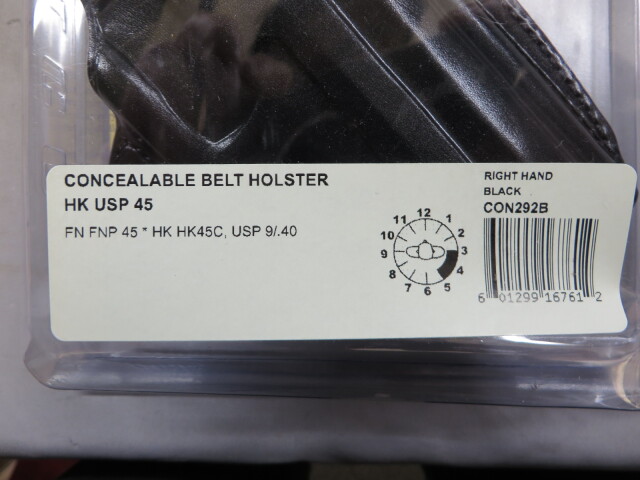 CONCEALABLE BELT HOLSTER
HK USP 45
FN FNP 45 * HK HK45C, USP 9/.40
12
11 1
10 2
9 3
8 4
7 5
6
RIGHT HAND
BLACK
CON292B
6 01299 16761 2